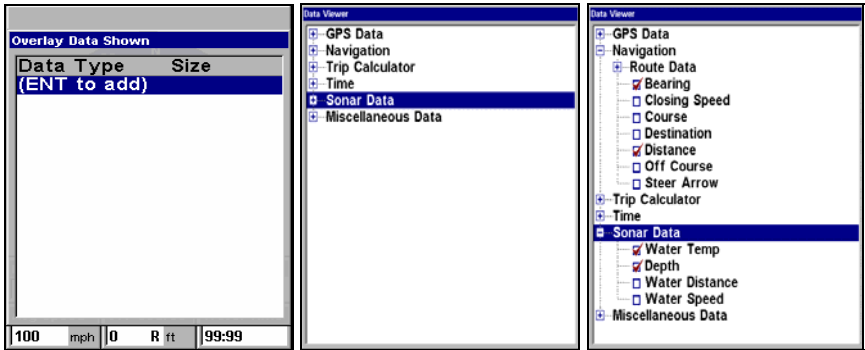 Overlay Data Shown
Data Type Size
(ENT to add)
100 mph 0 R ft 99:99
Data Viewer
GPS Data
Navigation
Trip Calculator
Time
Sonar Data
Miscellaneous Data
Data Viewer
GPS Data
Navigation
Route Data
Bearing
Closing Speed
Course
Destination
Distance
Off Course
Steer Arrow
Trip Calculator
Time
Sonar Data
Water Temp
Depth
Water Distance
Water Speed
Miscellaneous Data